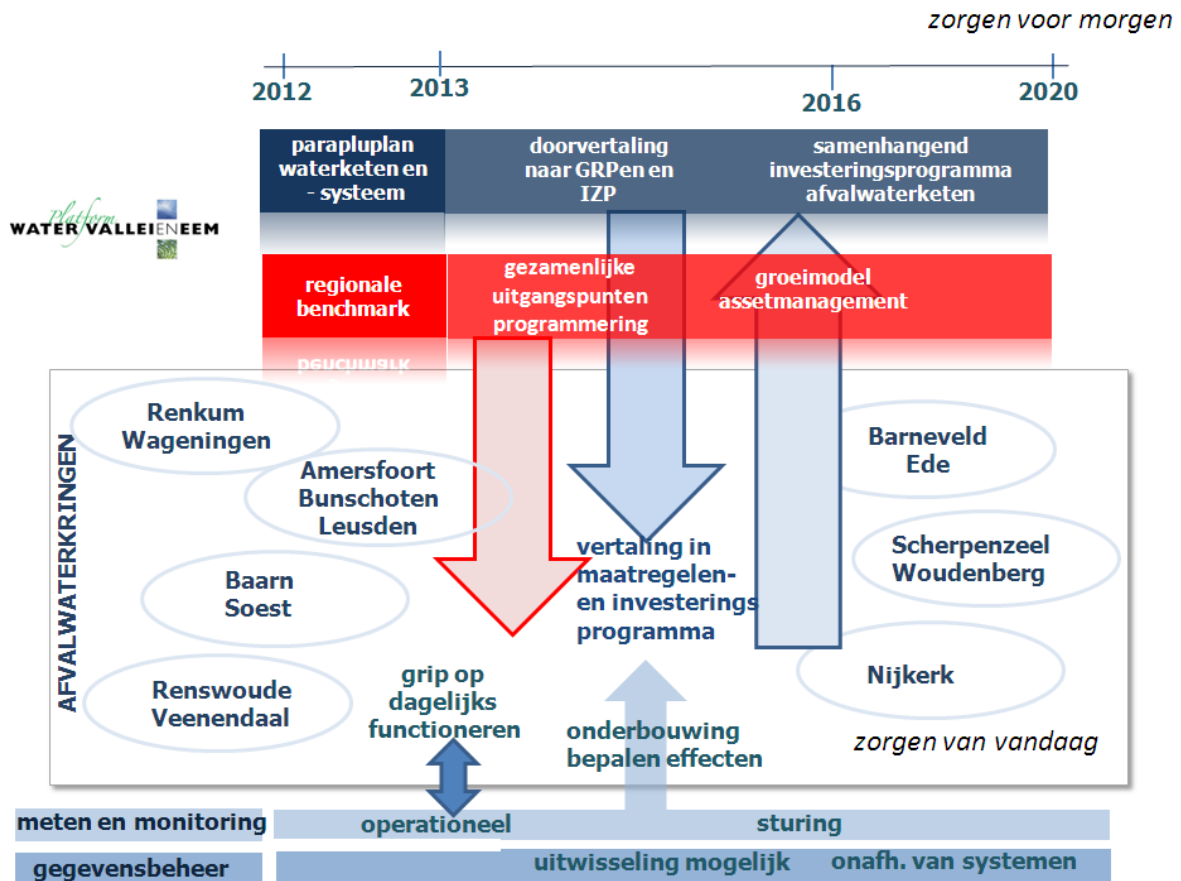 zorgen voor morgen
2012
2013
2016
2020
parapluplan
waterketen en
- systeem
doorvertaling
naar GRPen en
IZP
samenhangend
investeringsprogramma
afvalwaterketen
Platform
WATER VALLEIENEEM
regionale
benchmark
gezamenlijke
uitgangspunten
programmering
groeimodel
assetmanagement
benchmark
AFVALWATERKRINGEN
Renkum
Wageningen
Amersfoort
Bunschoten
Leusden
Baarn
Soest
Renswoude
Veenendaal
Barneveld
Ede
Scherpenzeel
Woudenberg
Nijkerk
vertaling in
maatregelen-
en investerings
programma
grip op
dagelijks
functioneren
onderbouwing
bepalen effecten
zorgen van vandaag
meten en monitoring
operationeel
sturing
gegevensbeheer
uitwisseling mogelijk
onafh. van systemen